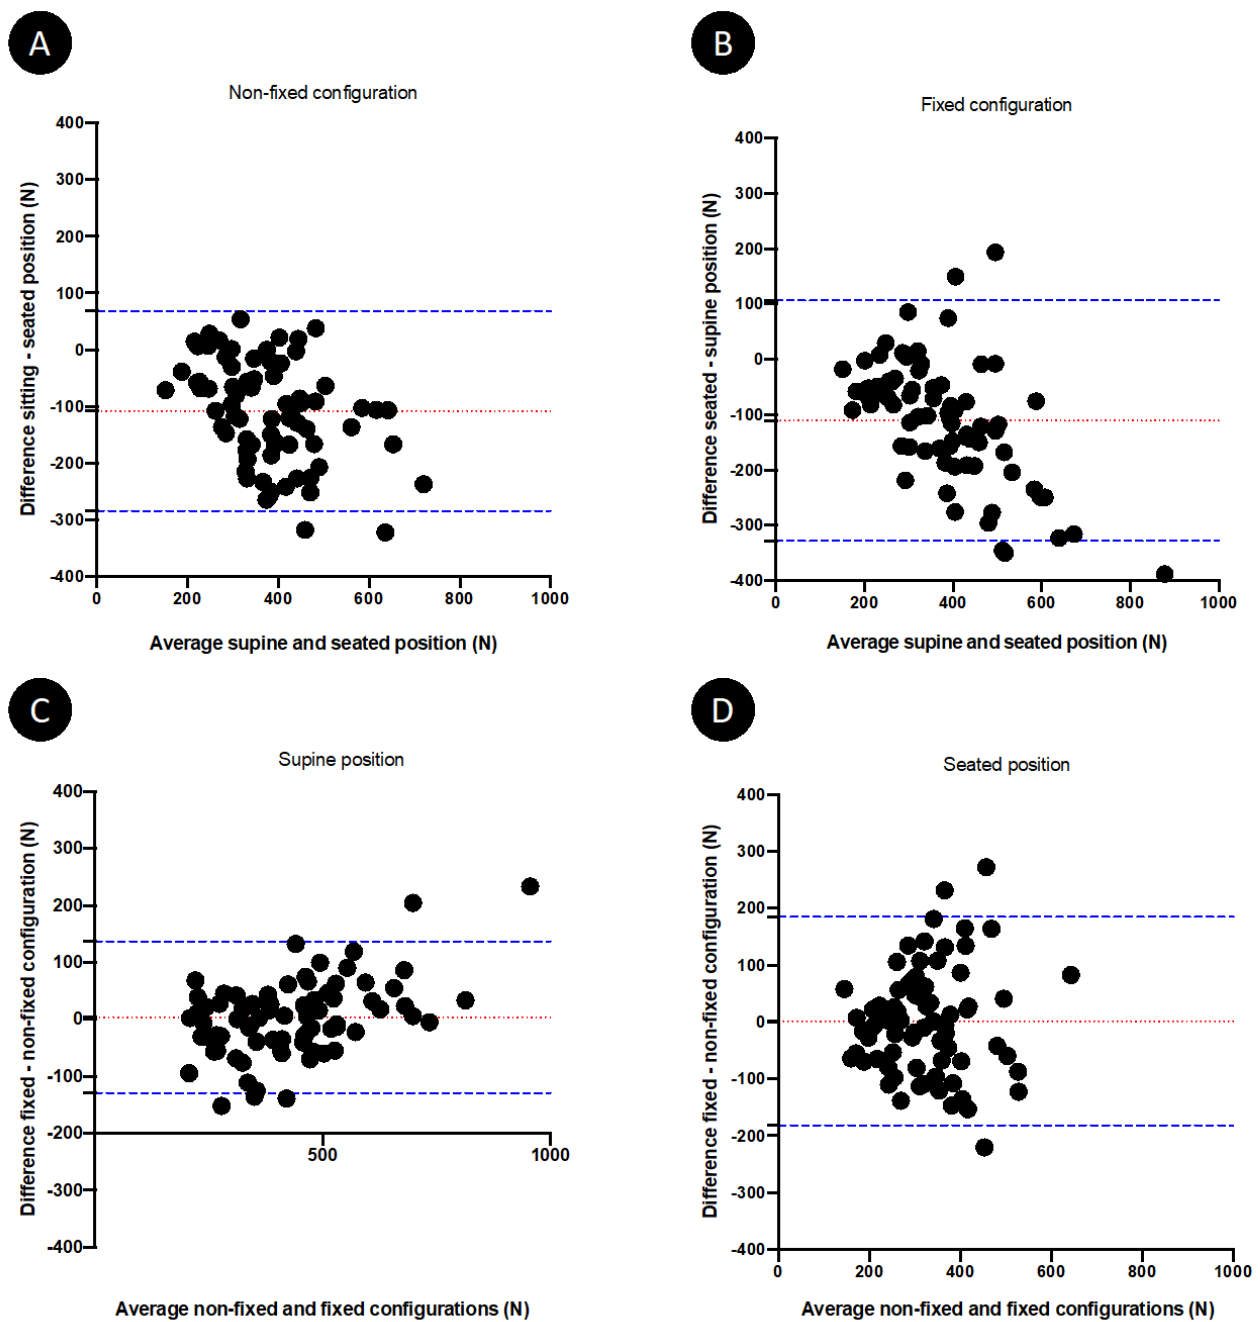 A
Non-fixed configuration
Difference sitting - seated position (N)
400
300
200
100
0
-100
-200
-300
-400
0 200 400 600 800 1000
Average supine and seated position (N)
B
Fixed configuration
Difference seated - supine position (N)
400
300
200
100
0
-100
-200
-300
-400
0 200 400 600 800 1000
Average supine and seated position (N)
C
Supine position
Difference fixed - non-fixed configuration (N)
400
300
200
100
0
-100
-200
-300
-400
500 1000
Average non-fixed and fixed configurations (N)
D
Seated position
Difference fixed - non-fixed configuration (N)
400
300
200
100
0
-100
-200
-300
-400
0 200 400 600 800 1000
Average non-fixed and fixed configurations (N)